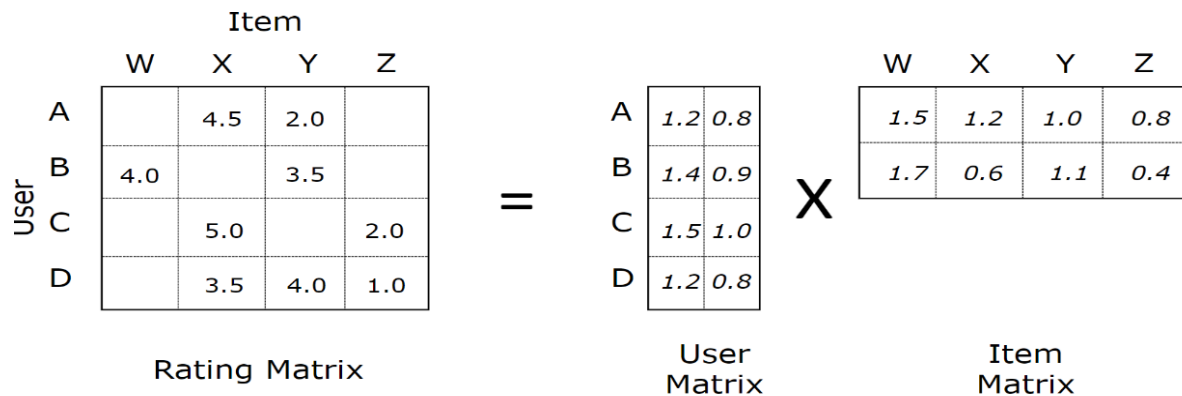 Item
W X Y Z W X Y Z
A 4.5 2.0 A 1.2 0.8 1.5 1.2 1.0 0.8
B 4.0 3.5 B 1.4 0.9 1.7 0.6 1.1 0.4
User
= X
C 5.0 2.0 C 1.5 1.0
D 3.5 4.0 1.0 D 1.2 0.8
Rating Matrix
User Item
Matrix Matrix